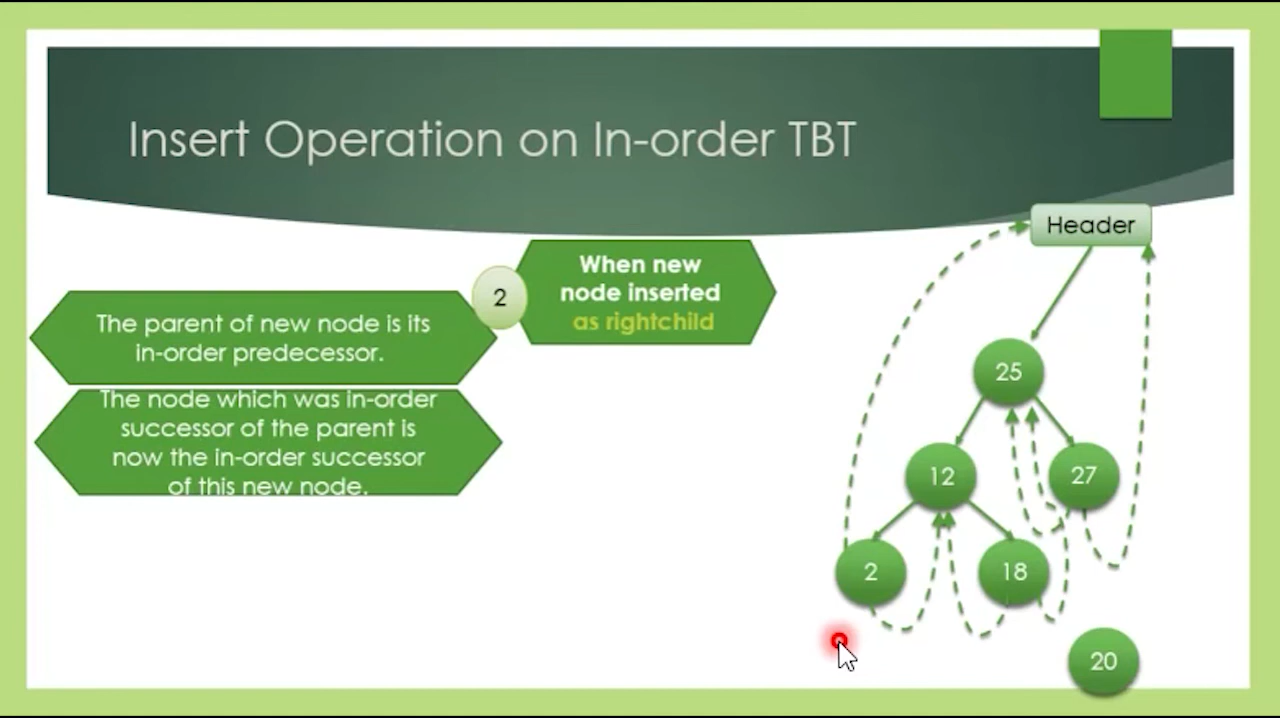 Insert Operation on In-order TBT
Header
When new
node inserted
as rightchild
2
The parent of new node is its
in-order predecessor.
The node which was in-order
successor of the parent is
now the in-order successor
of this new node.
25
12
27
2
18
20